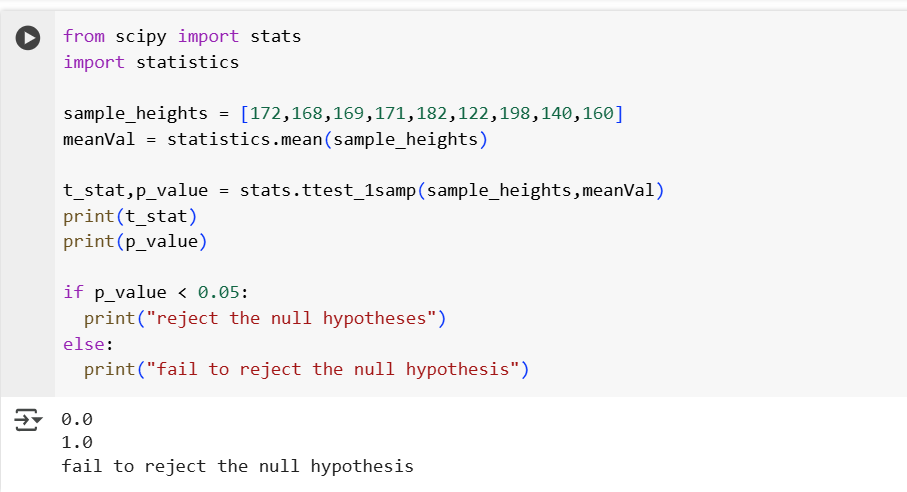 from scipy import stats
import statistics
sample_heights = [172,168,169,171,182,122,198,140,160]
meanVal = statistics.mean(sample_heights)
t_stat,p_value = stats.ttest_1samp(sample_heights,meanVal)
print(t_stat)
print(p_value)
if p_value < 0.05:
  print("reject the null hypotheses")
else:
  print("fail to reject the null hypothesis")
0.0
1.0
fail to reject the null hypothesis